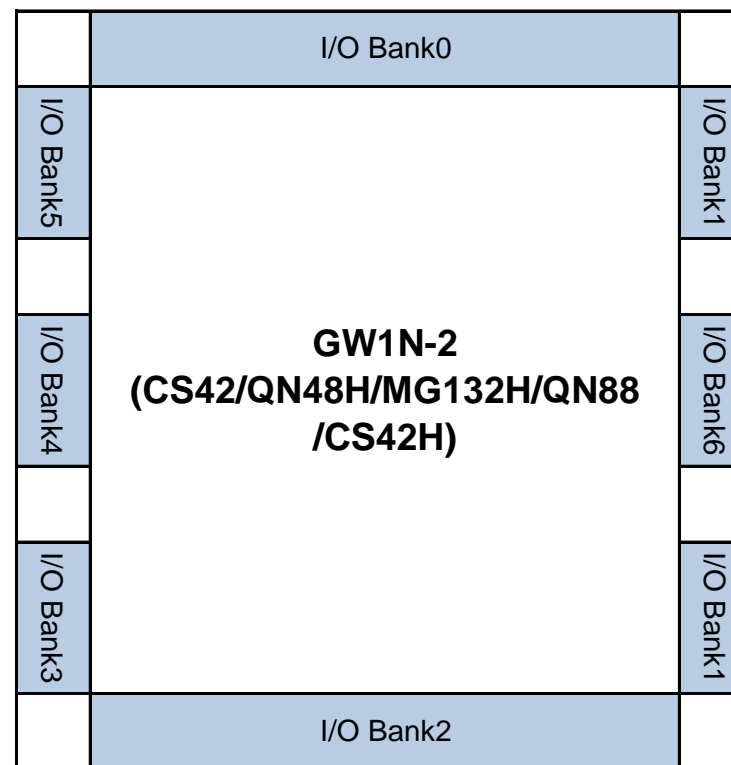 I/O Bank0
I/O Bank5
I/O Bank1
GW1N-2
(CS42/QN48H/MG132H/QN88
/CS42H)
I/O Bank4
I/O Bank6
I/O Bank3
I/O Bank1
I/O Bank2